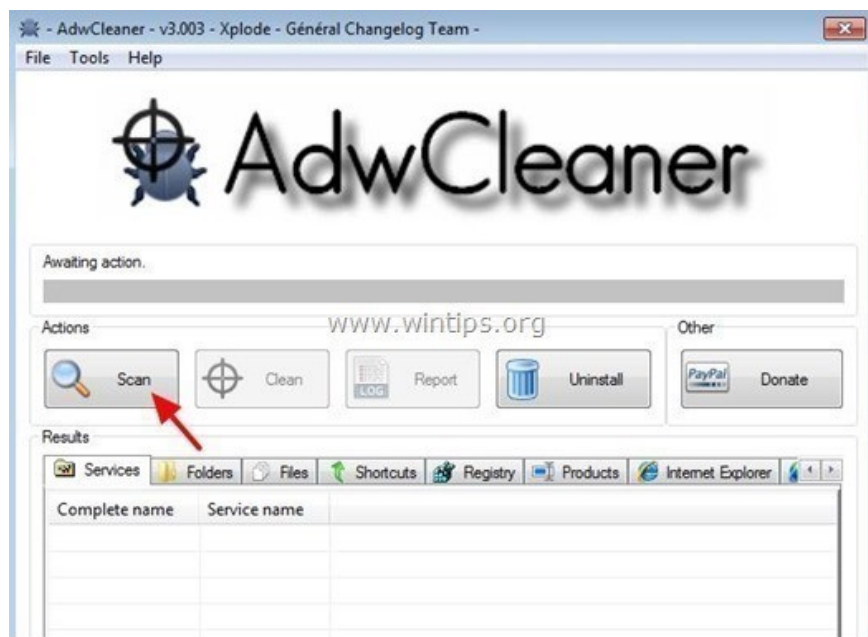 - AdwCleaner - v3.003 - Xplode - Général Changelog Team -
File Tools Help
AdwCleaner
Awaiting action.
www.wintips.org
Actions
Other
Scan
Clean
LOG
Report
Uninstall
PayPal
Donate
Results
Services
Folders
Files
Shortcuts
Registry
Products
Internet Explorer
Complete name
Service name